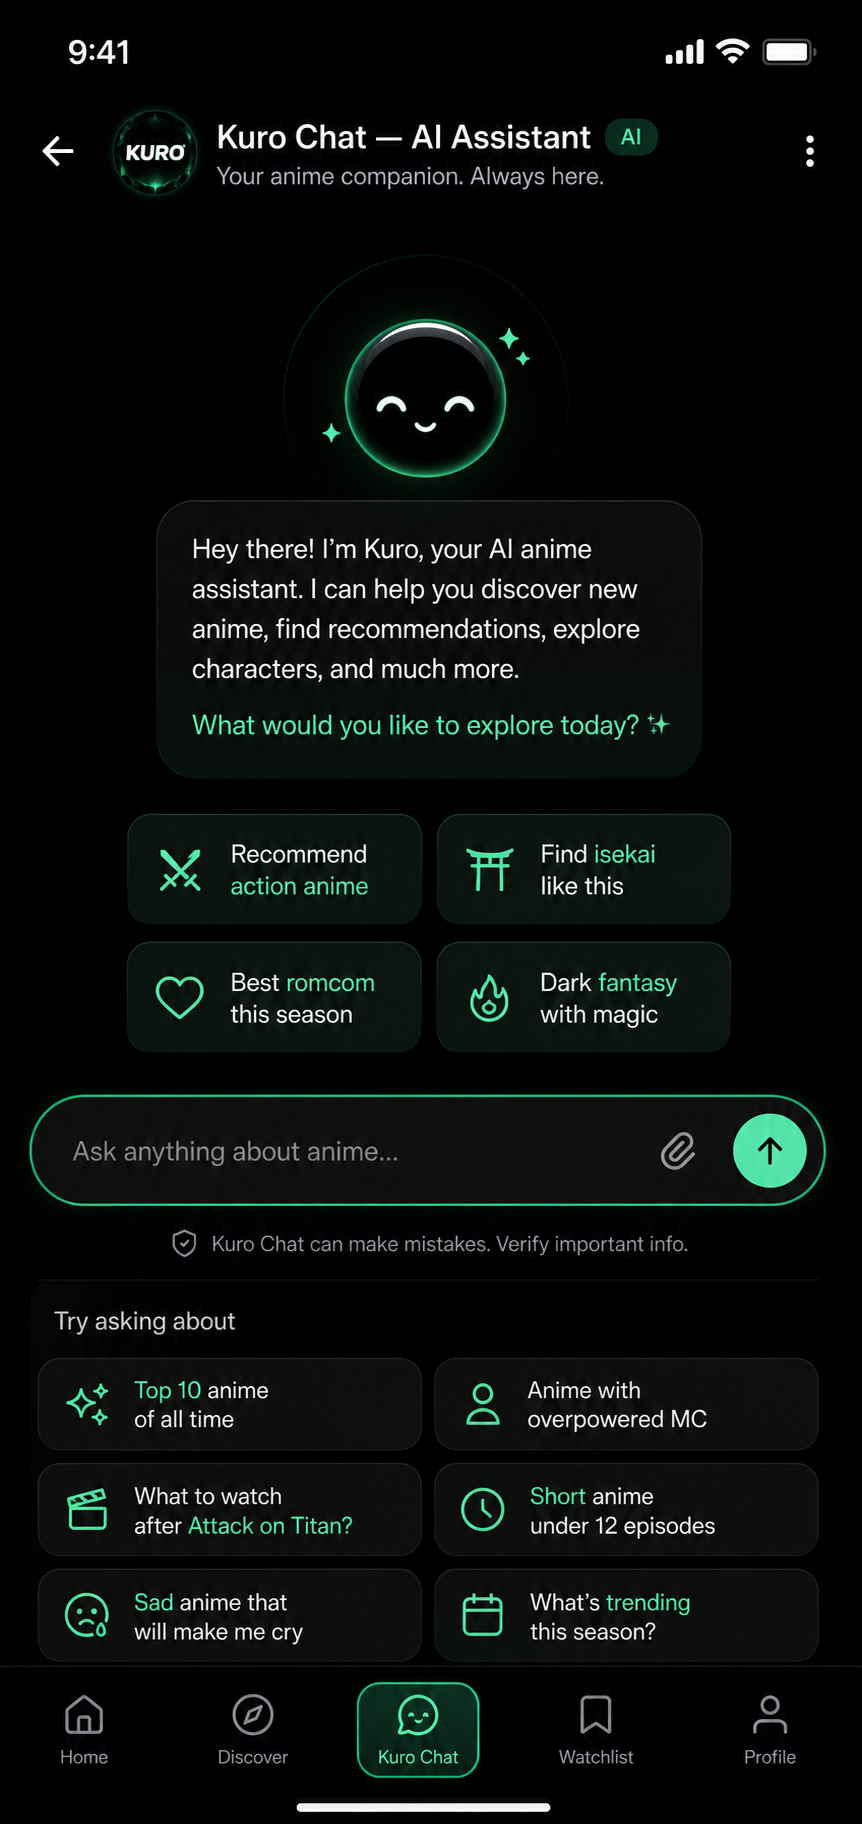 9:41
KURO
Kuro Chat — AI Assistant
AI
Your anime companion. Always here.
Hey there! I’m Kuro, your AI anime
assistant. I can help you discover new
anime, find recommendations, explore
characters, and much more.
What would you like to explore today? ✨
Recommend
action anime
Find isekai
like this
Best romcom
this season
Dark fantasy
with magic
Ask anything about anime...
Kuro Chat can make mistakes. Verify important info.
Try asking about
Top 10 anime
of all time
Anime with
overpowered MC
What to watch
after Attack on Titan?
Short anime
under 12 episodes
Sad anime that
will make me cry
What’s trending
this season?
Home
Discover
Kuro Chat
Watchlist
Profile